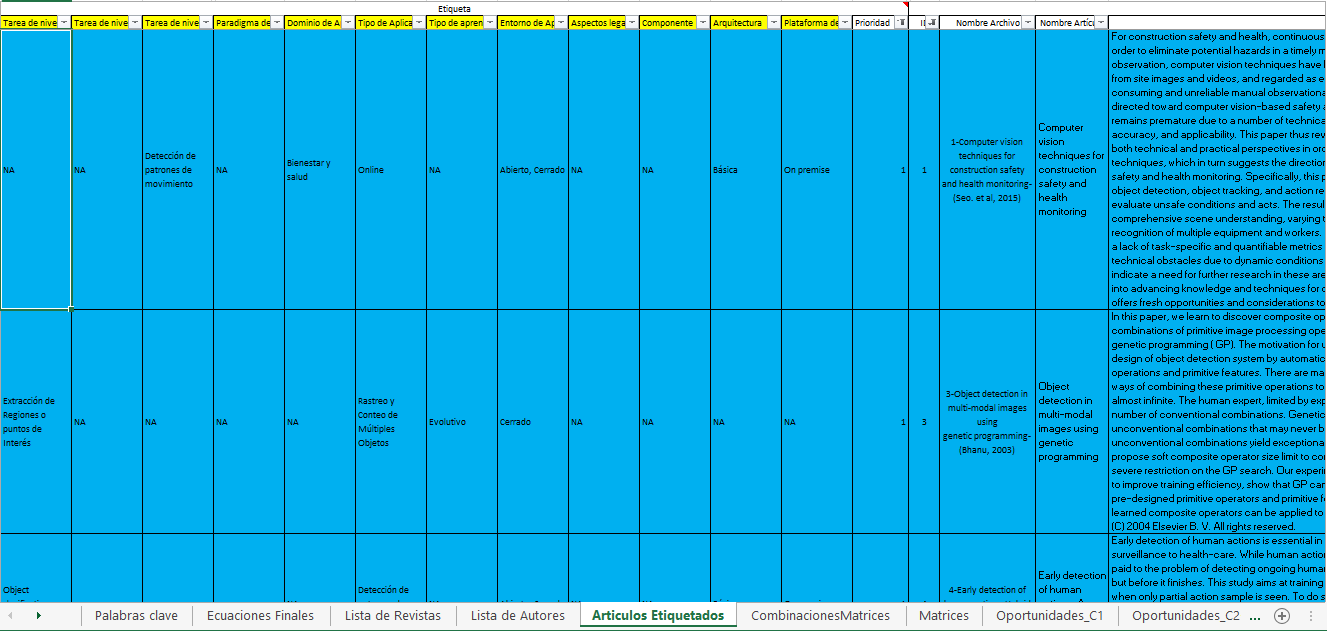 Etiqueta
Tarea de nive Tarea de nive Tarea de nive Paradigma de Dominio de A Tipo de Aplica Tipo de apren Entorno de Ap Aspectos lega Componente Arquitectura Plataforma de Prioridad Nombre Archivo Nombre Artíc
NA
NA
Detección de
patrones de
movimiento
NA
Bienestar y
salud
Online
NA
Abierto, Cerrado
NA
NA
Básica
On premise
1
1
1-Computer vision
techniques for
construction safety
and health monitoring-
(Seo. et al, 2015)
Computer
vision
techniques for
construction
safety and
health
monitoring
For construction safety and health, continuous
order to eliminate potential hazards in a timely
observation, computer vision techniques have
from site images and videos, and regarded as e
consuming and unreliable manual observationa
directed toward computer vision-based safety
remains premature due to a number of technica
accuracy, and applicability. This paper thus rev
both technical and practical perspectives in ord
techniques, which in turn suggests the direction
safety and health monitoring. Specifically, this p
object detection, object tracking, and action re
evaluate unsafe conditions and acts. The resul
comprehensive scene understanding, varying t
recognition of multiple equipment and workers.
a lack of task-specific and quantifiable metrics
technical obstacles due to dynamic conditions
indicate a need for further research in these are
into advancing knowledge and techniques for c
offers fresh opportunities and considerations to
Extracción de
Regiones o
puntos de
Interés
NA
NA
NA
NA
Rastreo y
Conteo de
Múltiples
Objetos
Evolutivo
Cerrado
NA
NA
NA
NA
1
3
3-Object detection in
multi-modal images
using
genetic programming-
(Bhanu, 2003)
Object
detection in
multi-modal
images using
genetic
programming
In this paper, we learn to discover composite op
combinations of primitive image processing ope
genetic programming (GP). The motivation for u
design of object detection system by automatic
operations and primitive features. There are ma
ways of combining these primitive operations to
almost infinite. The human expert, limited by exp
number of conventional combinations. Genetic
unconventional combinations that may never b
unconventional combinations yield exceptiona
propose soft composite operator size limit to co
severe restriction on the GP search. Our experi
to improve training efficiency, show that GP can
pre-designed primitive operators and primitive f
learned composite operators can be applied to
(C) 2004 Elsevier B. V. All rights reserved.
Object
Detección de
4-Early detection of
Early detection
of human
Early detection of human actions is essential in
surveillance to health-care. While human action
paid to the problem of detecting ongoing human
but before it finishes. This study aims at training
when only partial action sample is seen. To do s
Palabras clave Ecuaciones Finales Lista de Revistas Lista de Autores Articulos Etiquetados CombinacionesMatrices Matrices Oportunidades_C1 Oportunidades_C2 ...